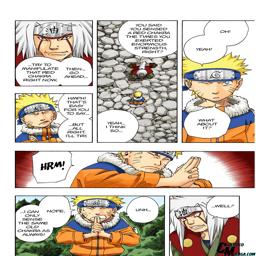 OH!
YEAH!
YOU SAID
YOU SENSED
A RED CHAKRA
THE TIMES YOU
EXERTED
ENORMOUS
STRENGTH,
RIGHT?
YEAH...
I THINK
SO...
WHAT
ABOUT
IT?
...TRY TO
MANIPULATE
THAT
RED CHAKRA
RIGHT NOW.
THEN...
GO
AHEAD...
THAT'S
EASY FOR
YOU TO SAY...
BUT...
ALL RIGHT,
I'LL TRY.
HRM!
...WELL?
UNH...
NOPE,
...I CAN
ONLY
SENSE
THE SAME
OLD
CHAKRA AS
ALWAYS!